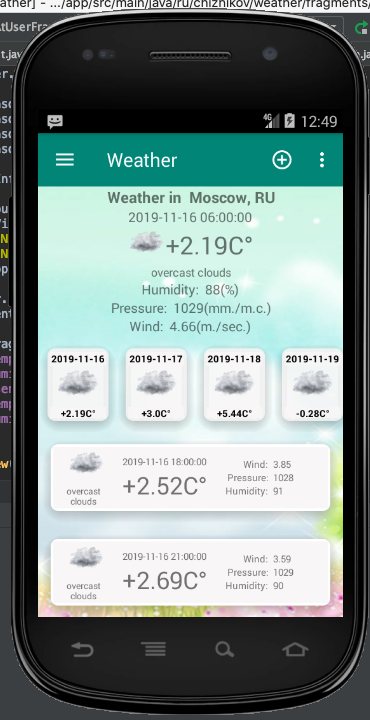 ather] - .../app/src/main/java/ru/chizhikov/weather/fragments/
4G 12:49
Weather
Weather in Moscow, RU
2019-11-16 06:00:00
+2.19C°
overcast clouds
Humidity: 88(%)
Pressure: 1029(mm./m.c.)
Wind: 4.66(m./sec.)
2019-11-16 2019-11-17 2019-11-18 2019-11-19
+2.19C° +3.0C° +5.44C° -0.28C°
2019-11-16 18:00:00
+2.52C°
overcast
clouds
Wind: 3.85
Pressure: 1028
Humidity: 91
2019-11-16 21:00:00
+2.69C°
overcast
clouds
Wind: 3.59
Pressure: 1029
Humidity: 90